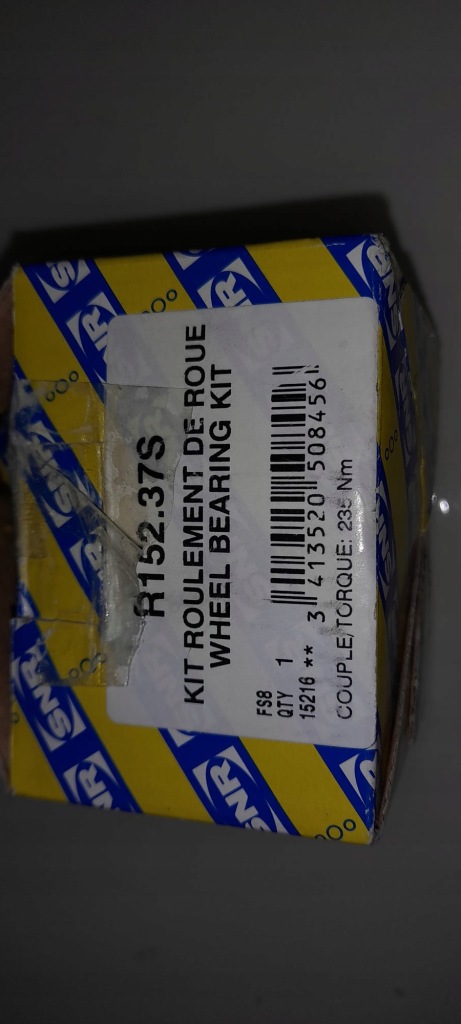 SNR
R152.37S
KIT ROULEMENT DE ROUE
WHEEL BEARING KIT
FS8
QTY 1
15216 **
3 413520 508456
COUPLE/TORQUE: 235 Nm